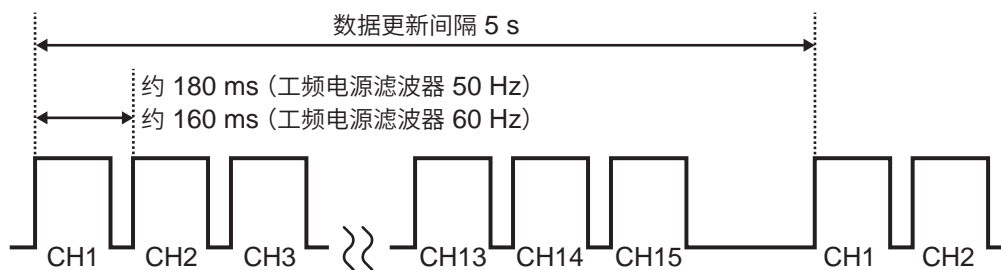 数据更新间隔 5 s
约 180 ms（工频电源滤波器 50 Hz）
约 160 ms（工频电源滤波器 60 Hz）
CH1 CH2 CH3 CH13 CH14 CH15 CH1 CH2